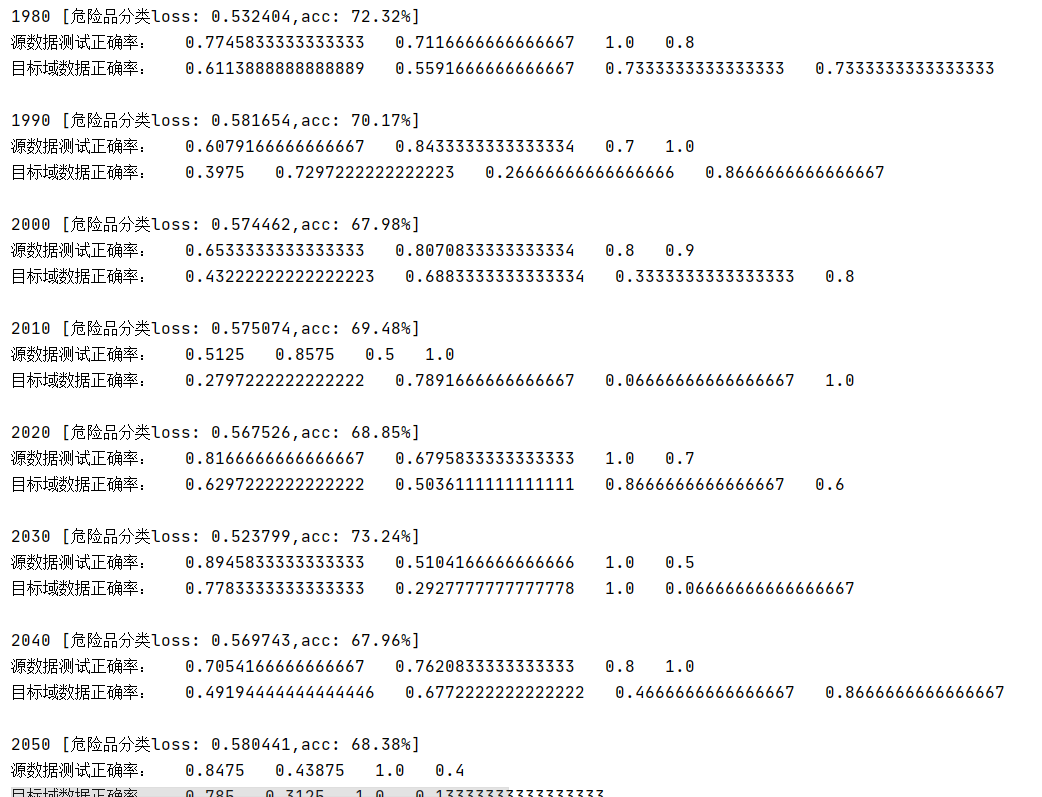 1980 [危险品分类loss: 0.532404,acc: 72.32%]
源数据测试正确率:   0.7745833333333333   0.7116666666666667   1.0   0.8
目标域数据正确率:   0.6113888888888889   0.5591666666666667   0.7333333333333333   0.7333333333333333
1990 [危险品分类loss: 0.581654,acc: 70.17%]
源数据测试正确率:   0.6079166666666667   0.8433333333333334   0.7   1.0
目标域数据正确率:   0.3975   0.7297222222222223   0.26666666666666666   0.8666666666666667
2000 [危险品分类loss: 0.574462,acc: 67.98%]
源数据测试正确率:   0.6533333333333333   0.8070833333333334   0.8   0.9
目标域数据正确率:   0.43222222222222223   0.6883333333333334   0.3333333333333333   0.8
2010 [危险品分类loss: 0.575074,acc: 69.48%]
源数据测试正确率:   0.5125   0.8575   0.5   1.0
目标域数据正确率:   0.2797222222222222   0.7891666666666667   0.06666666666666667   1.0
2020 [危险品分类loss: 0.567526,acc: 68.85%]
源数据测试正确率:   0.8166666666666667   0.6795833333333333   1.0   0.7
目标域数据正确率:   0.6297222222222222   0.5036111111111111   0.8666666666666667   0.6
2030 [危险品分类loss: 0.523799,acc: 73.24%]
源数据测试正确率:   0.8945833333333333   0.5104166666666666   1.0   0.5
目标域数据正确率:   0.7783333333333333   0.2927777777777778   1.0   0.06666666666666667
2040 [危险品分类loss: 0.569743,acc: 67.96%]
源数据测试正确率:   0.7054166666666667   0.7620833333333333   0.8   1.0
目标域数据正确率:   0.49194444444444446   0.6772222222222222   0.4666666666666667   0.8666666666666667
2050 [危险品分类loss: 0.580441,acc: 68.38%]
源数据测试正确率:   0.8475   0.43875   1.0   0.4
目标域数据正确率   0.785   0.3125   1.0   0.13333333333333333